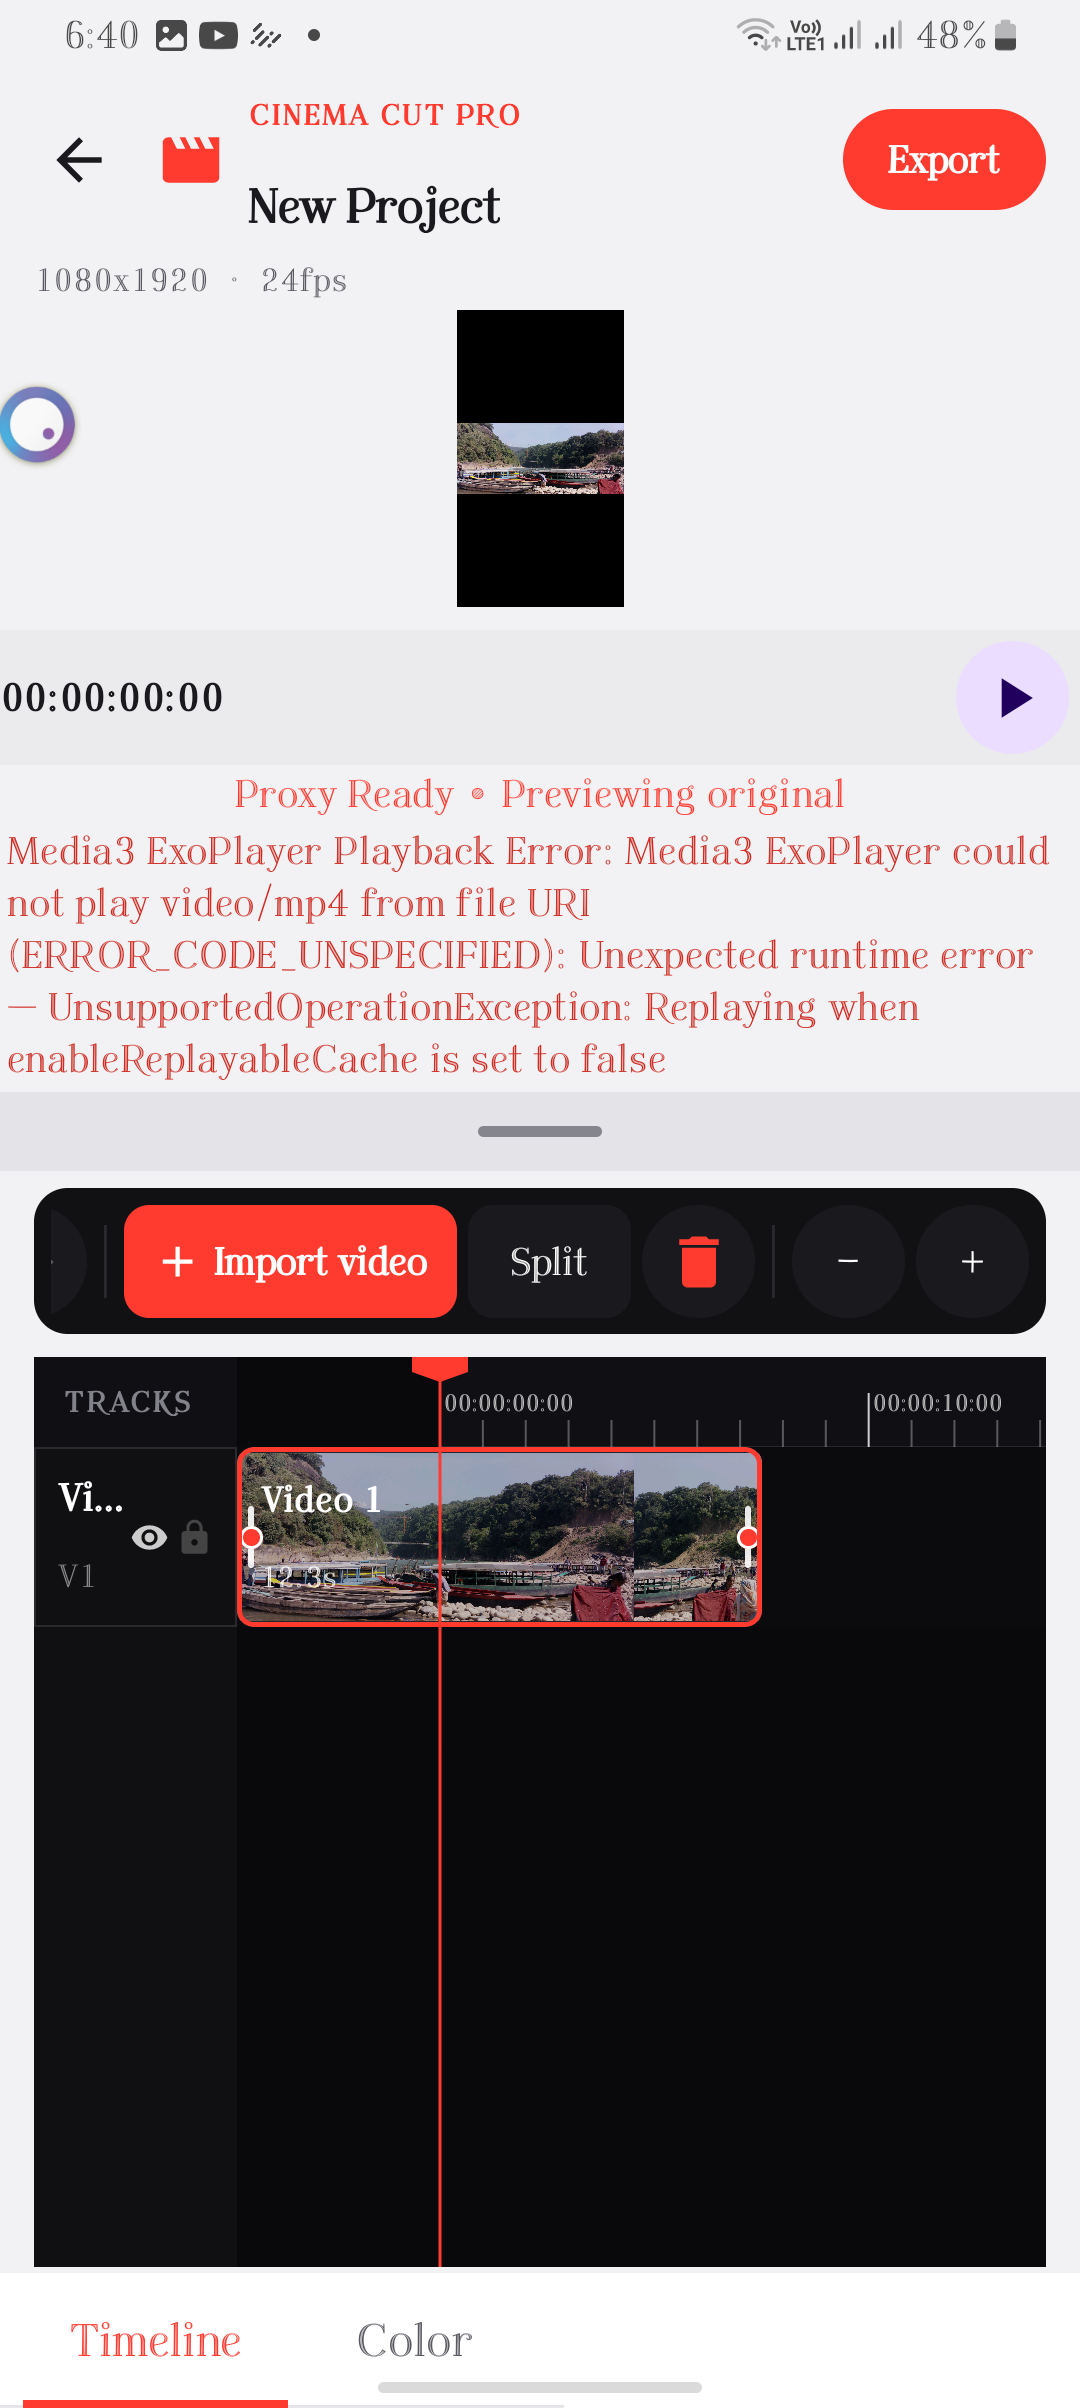 6:40
Vo))
LTE1
48%
CINEMA CUT PRO
New Project
Export
1080x1920 · 24fps
00:00:00:00
Proxy Ready • Previewing original
Media3 ExoPlayer Playback Error: Media3 ExoPlayer could
not play video/mp4 from file URI
(ERROR_CODE_UNSPECIFIED): Unexpected runtime error
— UnsupportedOperationException: Replaying when
enableReplayableCache is set to false
+ Import video
Split
−
+
TRACKS
00:00:00:00
00:00:10:00
Vi...
V1
Video 1
12.3s
Timeline
Color